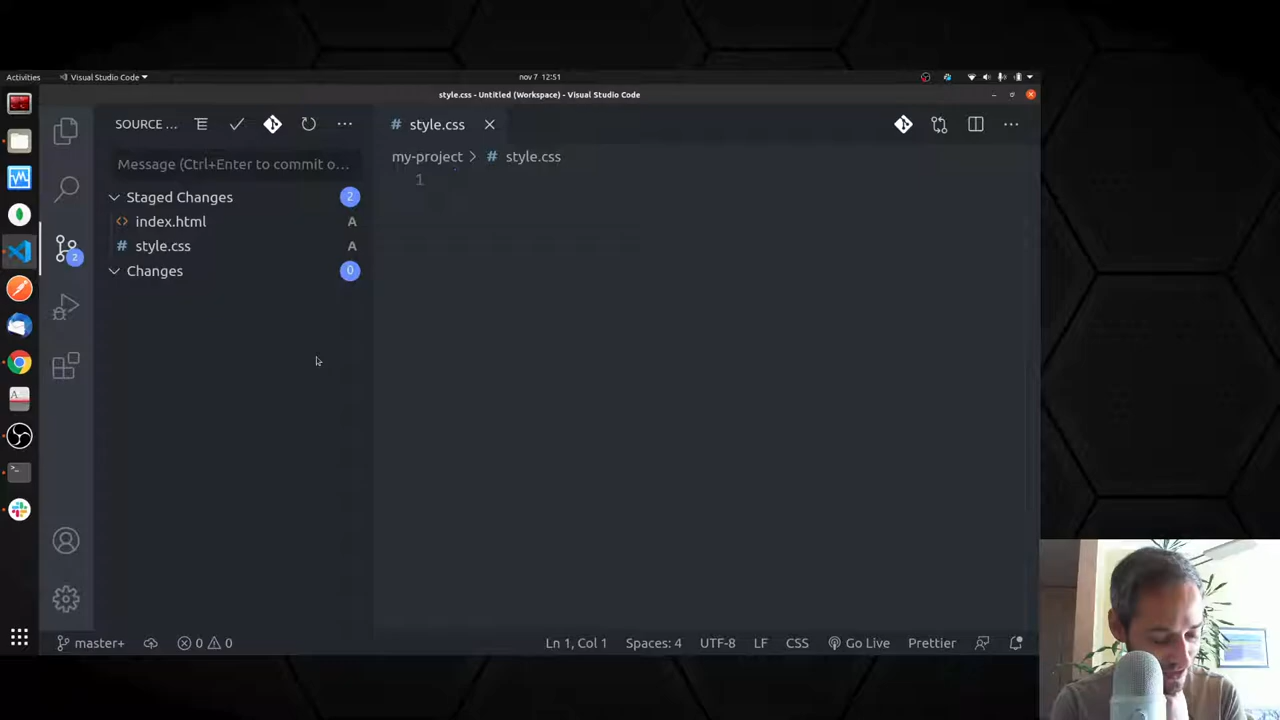 Activities
Visual Studio Code
nov 7 12:51
style.css - Untitled (Workspace) - Visual Studio Code
SOURCE ...
style.css
Message (Ctrl+Enter to commit o...
my-project > # style.css
1
Staged Changes 2
index.html A
# style.css A
Changes 0
2
master+
0
0
Ln 1, Col 1
Spaces: 4
UTF-8
LF
CSS
Go Live
Prettier